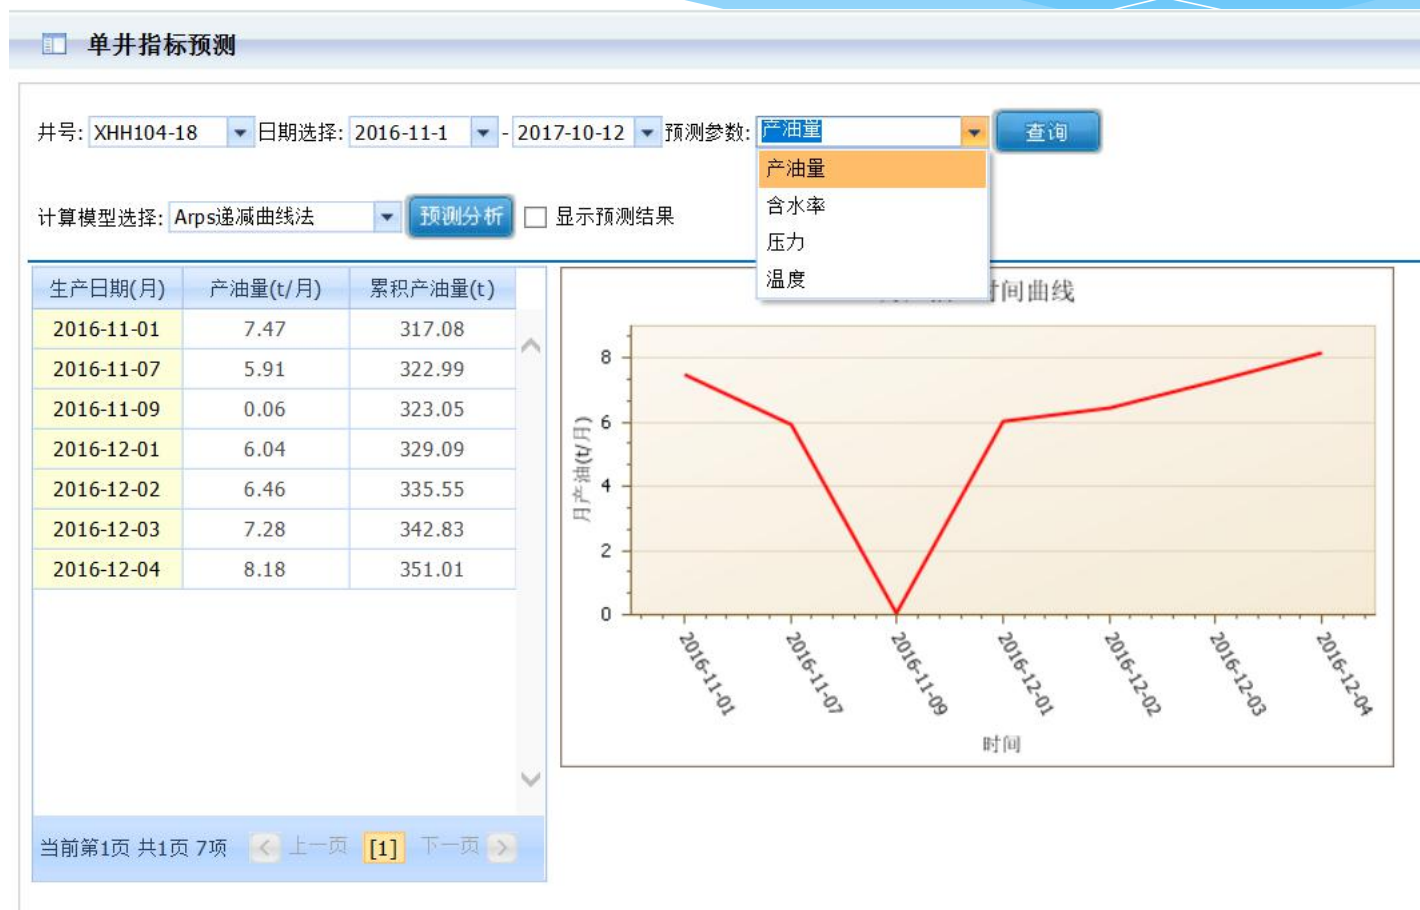 单井指标预测
井号: XHH104-18 日期选择: 2016-11-1 - 2017-10-12 预测参数: 产油量 查询
产油量
含水率
压力
温度
计算模型选择: Arps递减曲线法 预测分析 显示预测结果
生产日期(月) 产油量(t/月) 累积产油量(t)
2016-11-01 7.47 317.08
2016-11-07 5.91 322.99
2016-11-09 0.06 323.05
2016-12-01 6.04 329.09
2016-12-02 6.46 335.55
2016-12-03 7.28 342.83
2016-12-04 8.18 351.01
当前第1页 共1页 7项 上一页 [1] 下一页
时间曲线
月产油(t/月)
8
6
4
2
0
2016-11-01
2016-11-07
2016-11-09
2016-12-01
2016-12-02
2016-12-03
2016-12-04
时间